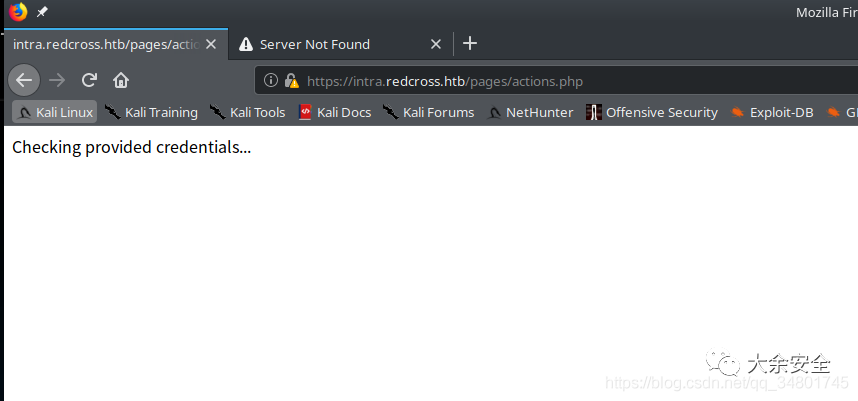 Mozilla Fir
intra.redcross.htb/pages/actio
Server Not Found
https://intra.redcross.htb/pages/actions.php
Kali Linux Kali Training Kali Tools Kali Docs Kali Forums NetHunter Offensive Security Exploit-DB
Checking provided credentials...
大余安全
https://blog.csdn.net/qq_34801745